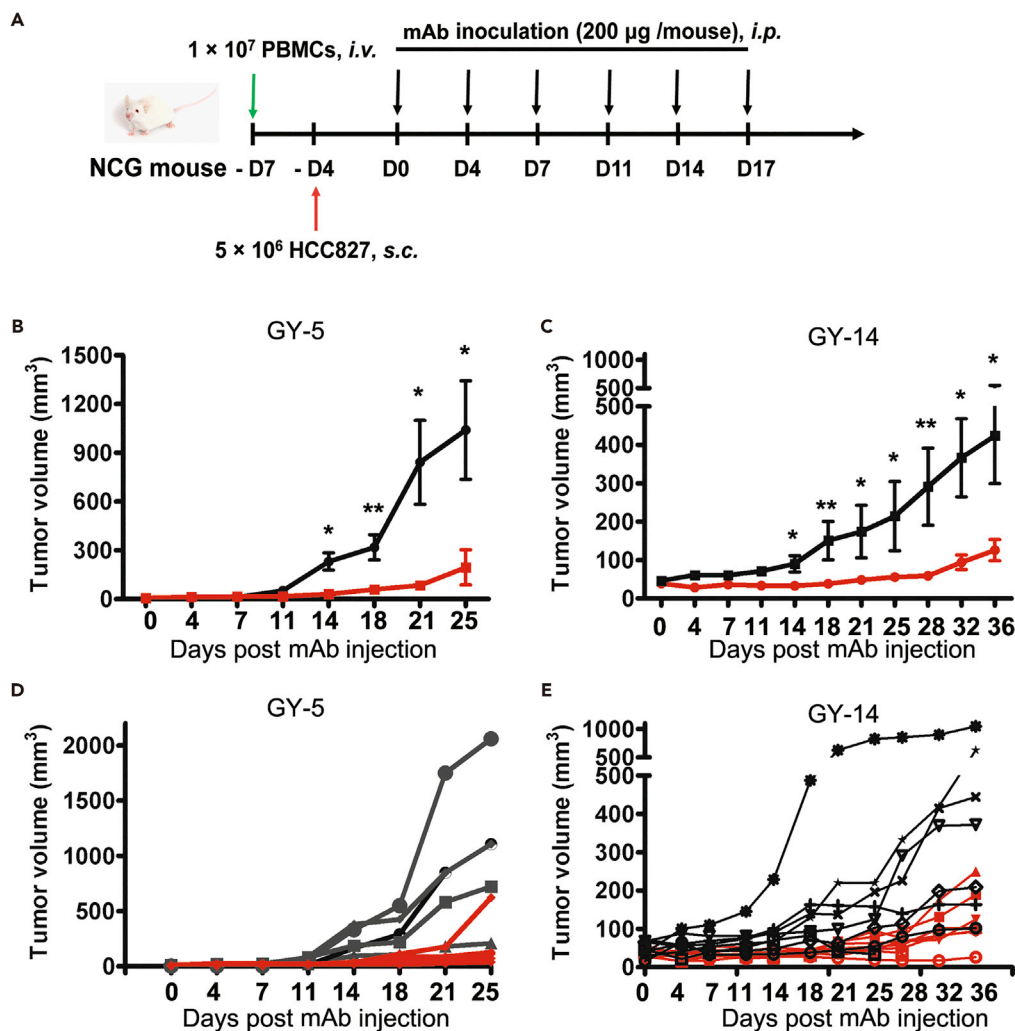 A
mAb inoculation (200 µg /mouse), i.p.
1 × 10⁷ PBMCs, i.v.
NCG mouse - D7 - D4 D0 D4 D7 D11 D14 D17
5 × 10⁶ HCC827, s.c.
B
GY-5
Tumor volume (mm³)
1500
1200
900
600
300
0
* ** * *
0 4 7 11 14 18 21 25
Days post mAb injection
C
GY-14
Tumor volume (mm³)
1000
500
400
300
200
100
0
* ** * * ** * *
0 4 7 11 14 18 21 25 28 32 36
Days post mAb injection
D
GY-5
Tumor volume (mm³)
2000
1500
1000
500
0
0 4 7 11 14 18 21 25
Days post mAb injection
E
GY-14
Tumor volume (mm³)
1000
500
400
300
200
100
0
0 4 7 11 14 18 21 25 28 32 36
Days post mAb injection